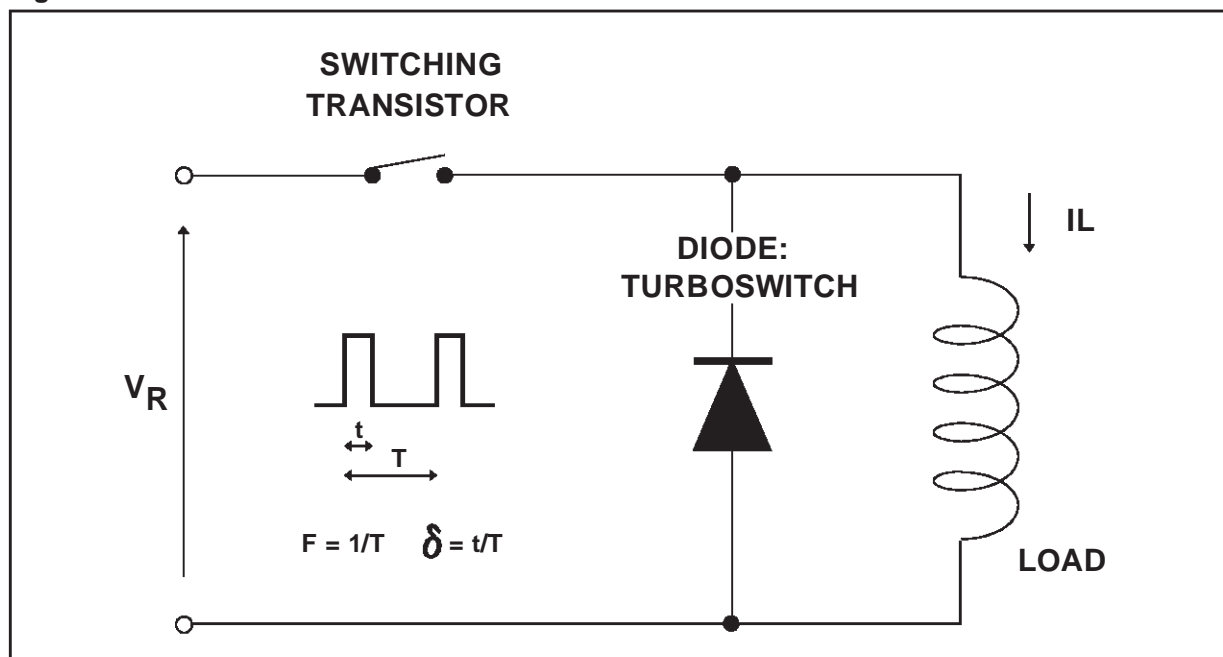 SWITCHING
TRANSISTOR
DIODE:
TURBOSWITCH
IL
VR
t
T
F = 1/T δ = t/T
LOAD